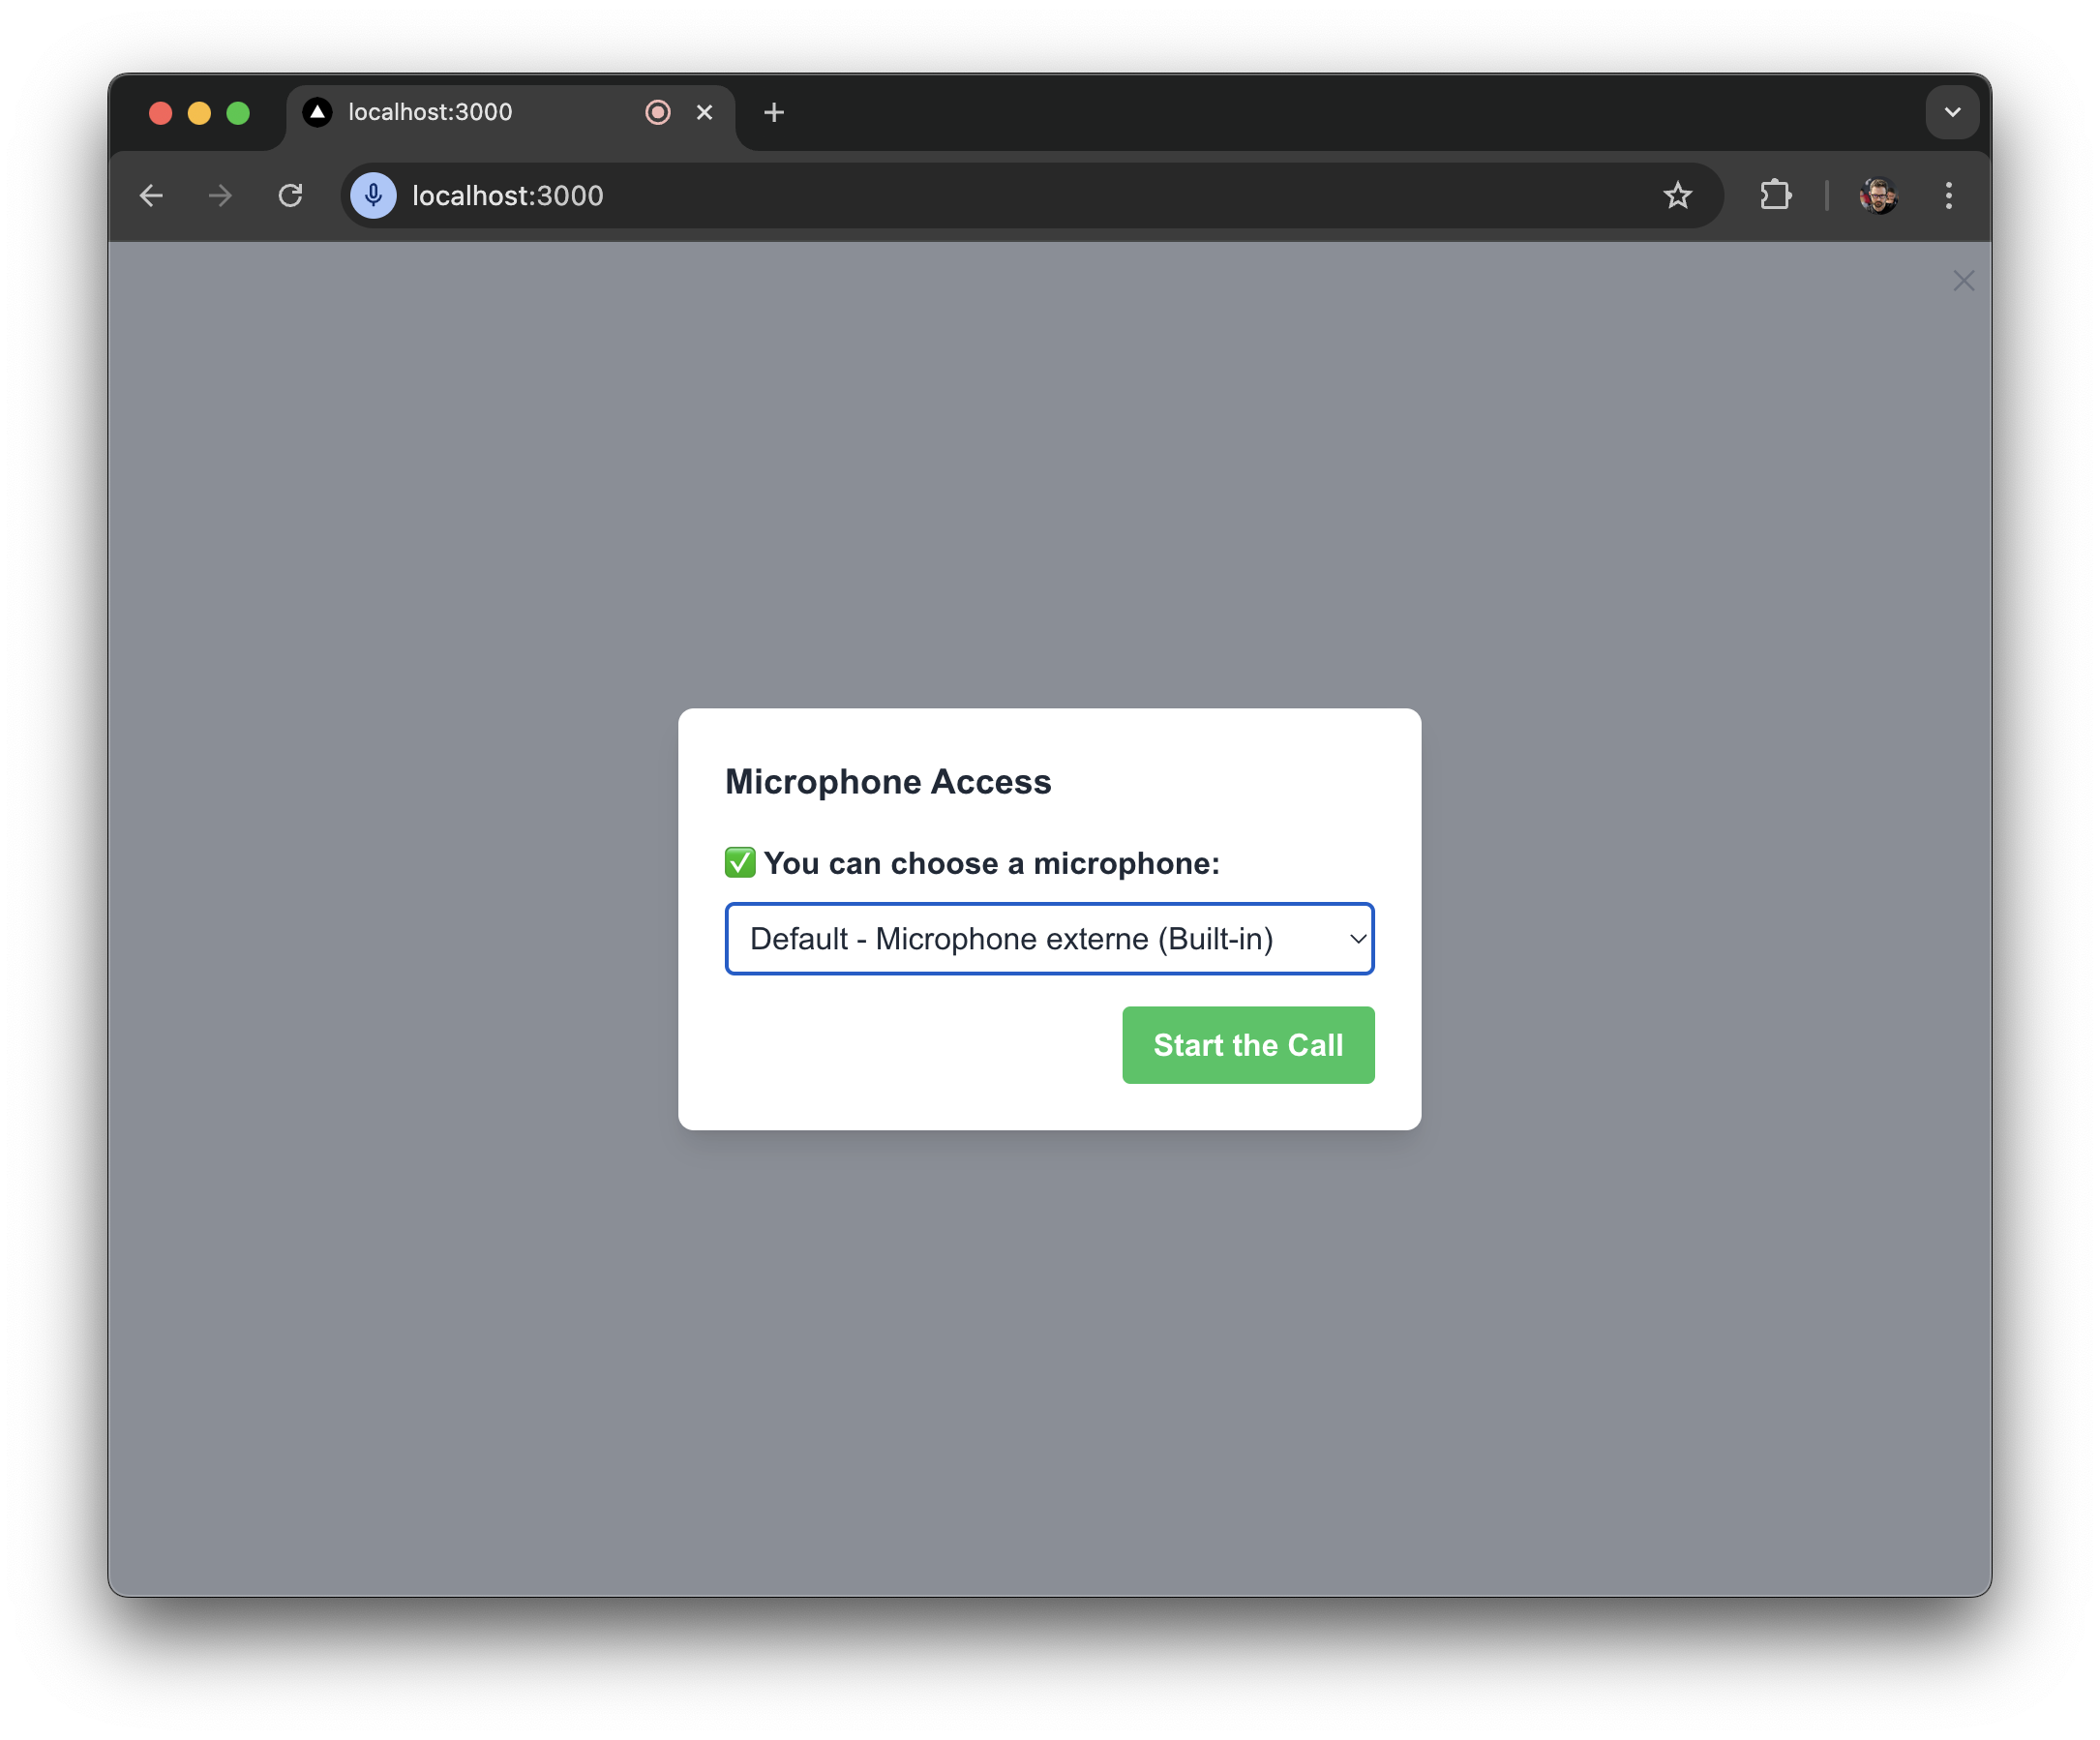 localhost:3000
localhost:3000
Microphone Access
✅ You can choose a microphone:
Default - Microphone externe (Built-in)
Start the Call